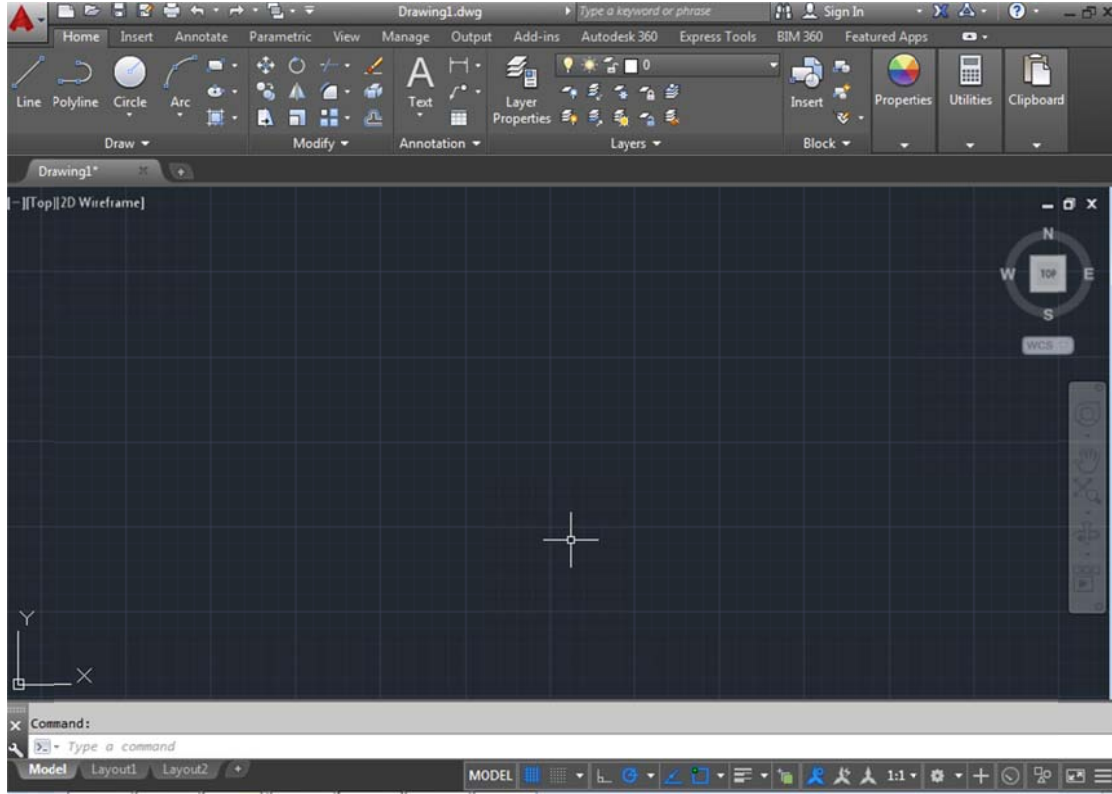 Drawing1.dwg Type a keyword or phrase Sign In
Home Insert Annotate Parametric View Manage Output Add-ins Autodesk 360 Express Tools BIM 360 Featured Apps
0
Line Polyline Circle Arc Text Layer Properties Insert Properties Utilities Clipboard
Draw Modify Annotation Layers Block
Drawing1*
[−][Top][2D Wireframe]
N
W TOP E
S
WCS
Y
X
Command:
Type a command
Model Layout1 Layout2 MODEL 1:1